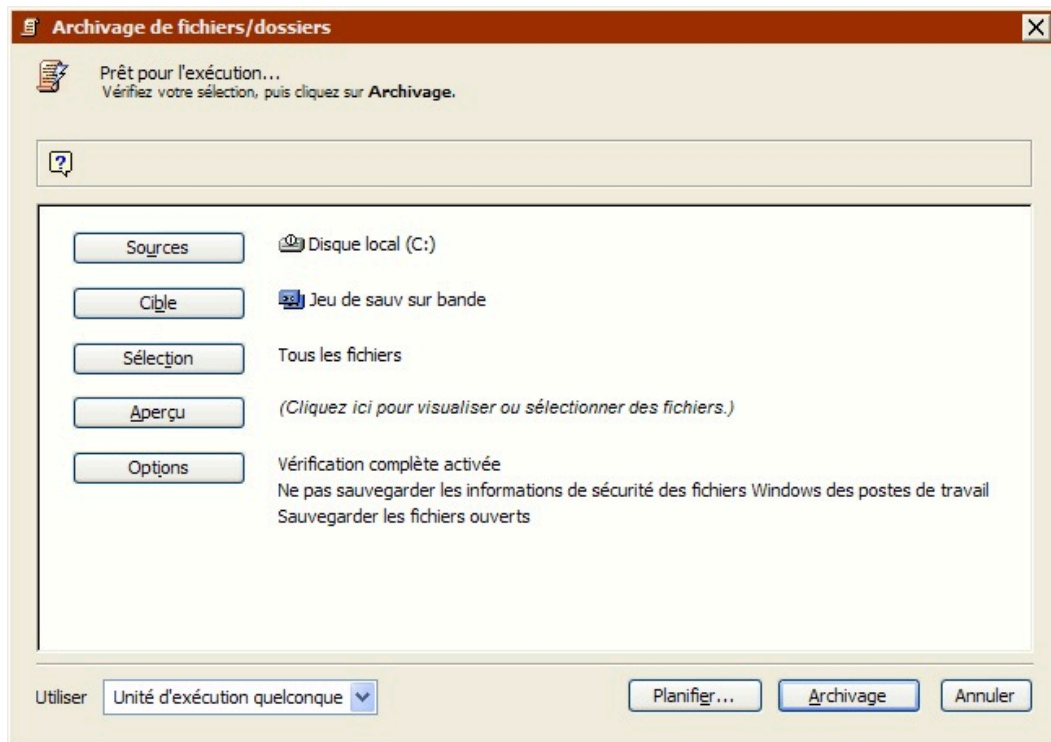 Archivage de fichiers/dossiers
Prêt pour l'exécution...
Vérifiez votre sélection, puis cliquez sur Archivage.
Sources Disque local (C:)
Cible Jeu de sauv sur bande
Sélection Tous les fichiers
Aperçu (Cliquez ici pour visualiser ou sélectionner des fichiers.)
Options Vérification complète activée
Ne pas sauvegarder les informations de sécurité des fichiers Windows des postes de travail
Sauvegarder les fichiers ouverts
Utiliser Unité d'exécution quelconque Planifier... Archivage Annuler